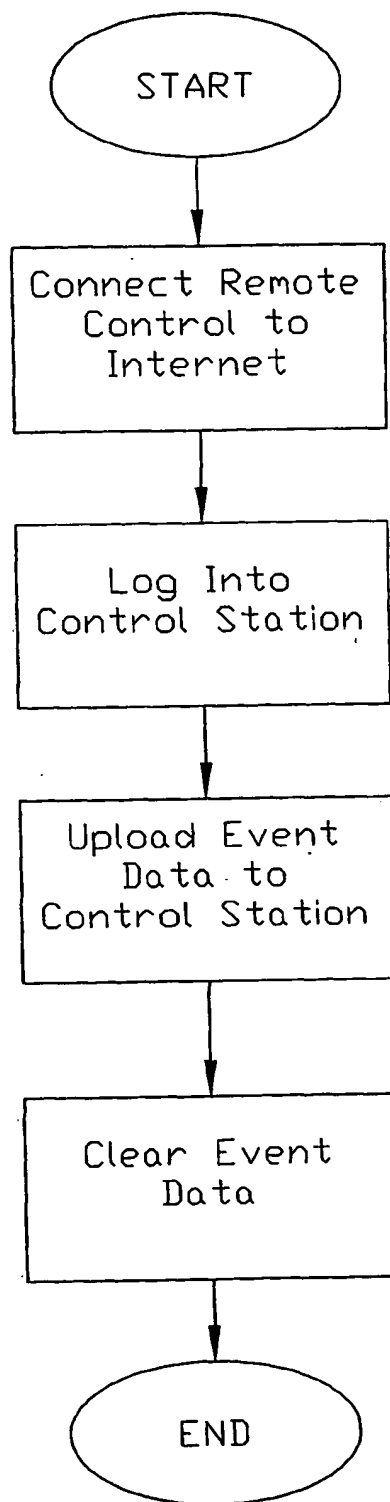 START
Connect Remote
Control to
Internet
Log Into
Control Station
Upload Event
Data to
Control Station
Clear Event
Data
END